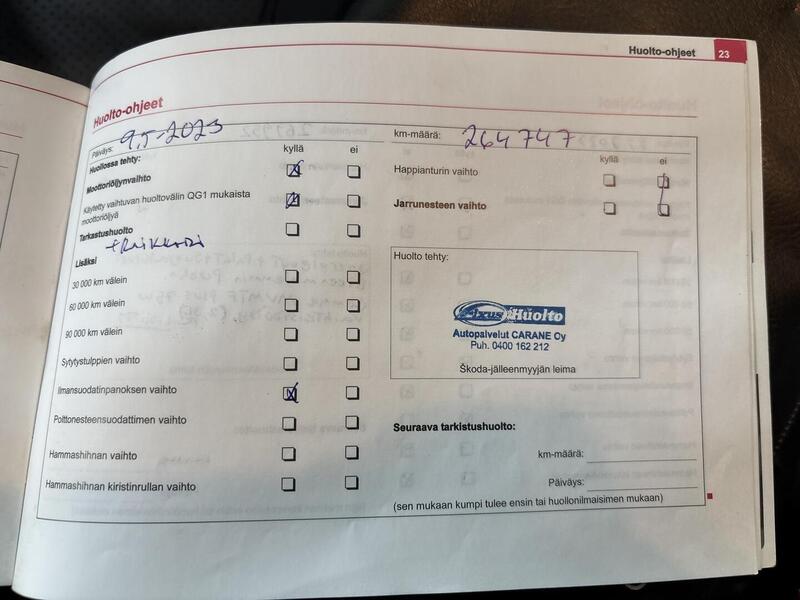 Huolto-ohjeet 23
Huolto-ohjeet
Päiväys: 9.5-2023
km-määrä: 264747
Huollossa tehty: kyllä ei
Moottoriöljynvaihto
Käytetty vaihtuvan huoltovälin QG1 mukaista
moottoriöljyä
Tarkastushuolto
Lisäksi
30 000 km välein
60 000 km välein
90 000 km välein
Sytytystulppien vaihto
Ilmansuodatinpanoksen vaihto
Polttonesteensuodattimen vaihto
Hammashihnan vaihto
Hammashihnan kiristinrullan vaihto
kyllä ei
Happianturin vaihto
Jarrunesteen vaihto
Huolto tehty:
Axus Huolto
Autopalvelut CARANE Oy
Puh. 0400 162 212
Škoda-jälleenmyyjän leima
Seuraava tarkistushuolto:
km-määrä:
Päiväys:
(sen mukaan kumpi tulee ensin tai huollonilmaisimen mukaan)